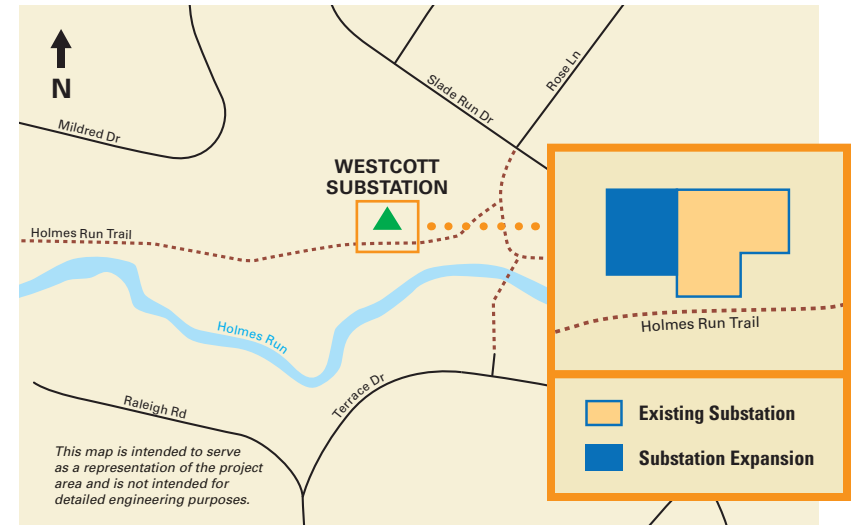 N
Mildred Dr
Slade Run Dr
Rose Ln
WESTCOTT
SUBSTATION
Holmes Run Trail
Holmes Run
Holmes Run Trail
Raleigh Rd
Terrace Dr
Existing Substation
Substation Expansion
This map is intended to serve
as a representation of the project
area and is not intended for
detailed engineering purposes.